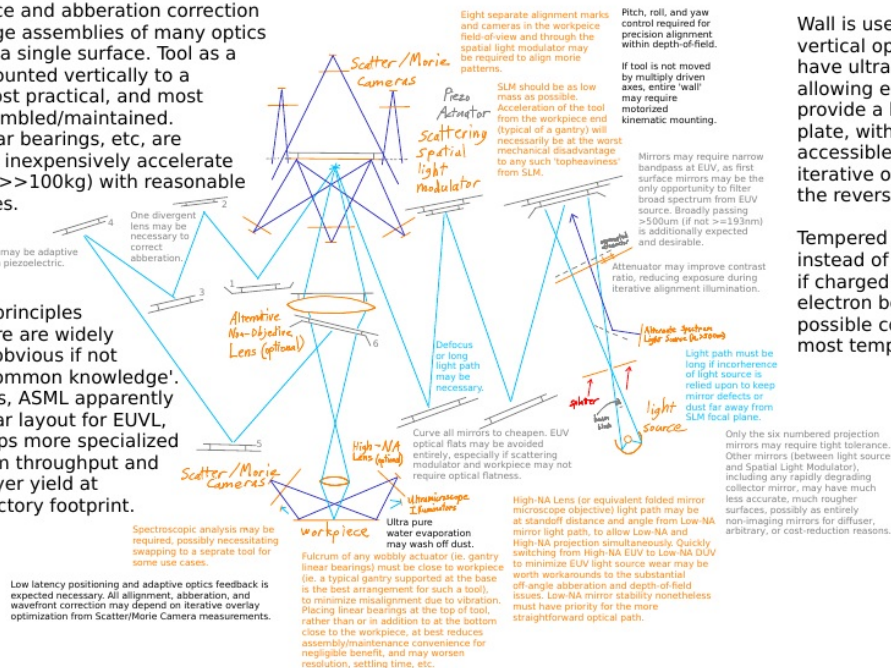 ce and abberation correction
ge assemblies of many optics
a single surface. Tool as a
ounted vertically to a
ost practical, and most
mbled/maintained.
ar bearings, etc, are
inexpensively accelerate
>>100kg) with reasonable
es.
may be adaptive
piezoelectric.
One divergent
lens may be
necessary to
correct
abberation.
4
2
3
1
6
5
principles
re are widely
obvious if not
ommon knowledge'.
s, ASML apparently
ar layout for EUVL,
ps more specialized
m throughput and
yer yield at
ctory footprint.
Scatter/Morie
Cameras
Piezo
Actuator
Scattering
spatial
light
modulator
Eight separate alignment marks
and cameras in the workpeice
field-of-view and through the
spatial light modulator may
be required to align morie
patterns.
SLM should be as low
mass as possible.
Acceleration of the tool
from the workpiece end
(typical of a gantry) will
necessarily be at the worst
mechanical disadvantage
to any such 'topheaviness'
from SLM.
Pitch, roll, and yaw
control required for
precision alignment
within depth-of-field.
If tool is not moved
by multiply driven
axes, entire 'wall'
may require
motorized
kinematic mounting.
Mirrors may require narrow
bandpass at EUV, as first
surface mirrors may be the
only opportunity to filter
broad spectrum from EUV
source. Broadly passing
>500um (if not >=193nm)
is additionally expected
and desirable.
Attenuator may improve contrast
ratio, reducing exposure during
iterative alignment illumination.
Alternative
Non-Objective
Lens (optional)
Defocus
or long
light path
may be
necessary.
Alternate Spectrum
Light Source
Light path must be
long if incoherence
of light source is
relied upon to keep
mirror defects or
dust far away from
SLM focal plane.
splitter
beam
block
light
source
Curve all mirrors to cheapen. EUV
optical flats may be avoided
entirely, especially if scattering
modulator and workpiece may not
require optical flatness.
Only the six numbered projection
mirrors may require tight tolerance.
Other mirrors (between light source
and Spatial Light Modulator),
including any rapidly degrading
collector mirror, may have much
less accurate, much rougher
surfaces, possibly as entirely
non-imaging mirrors for diffuser,
arbitrary, or cost-reduction reasons.
High-NA
Lens (optional)
Scatter/Morie
Cameras
Ultramicroscope
Illuminators
workpiece
Ultra pure
water evaporation
may wash off dust.
Spectroscopic analysis may be
required, possibly necessitating
swapping to a seprate tool for
some use cases.
Low latency positioning and adaptive optics feedback is
expected necessary. All allignment, abberation, and
wavefront correction may depend on iterative overlay
optimization from Scatter/Morie Camera measurements.
Fulcrum of any wobbly actuator (ie. gantry
linear bearings) must be close to workpiece
(ie. a typical gantry supported at the base
is the best arrangement for such a tool),
to minimize misalignment due to vibration.
Placing linear bearings at the top of tool,
rather than or in addition to at the bottom
close to the workpiece, at best reduces
assembly/maintenance convenience for
negligible benefit, and may worsen
resolution, settling time, etc.
High-NA Lens (or equivalent folded mirror
microscope objective) light path may be
at standoff distance and angle from Low-NA
mirror light path, to allow Low-NA and
High-NA projection simultaneously. Quickly
switching from High-NA EUV to Low-NA DUV
to minimize EUV light source wear may be
worth workarounds to the substantial
off-angle abberation and depth-of-field
issues. Low-NA mirror stability nonetheless
must have priority for the more
straightforward optical path.
Wall is use
vertical op
have ultra
allowing e
provide a l
plate, with
accessible
iterative o
the revers
Tempered
instead of
if charged
electron b
possible co
most temp